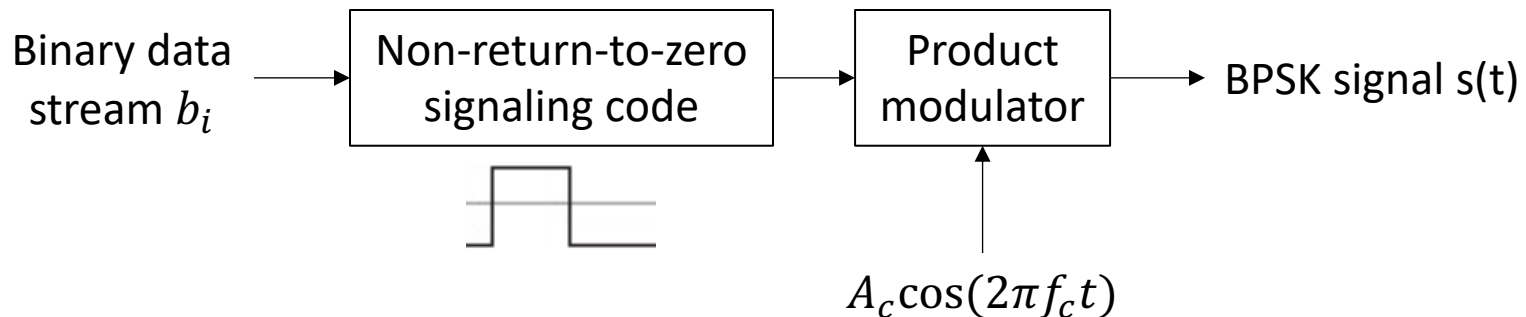 Binary data
stream b_i
Non-return-to-zero
signaling code
Product
modulator
BPSK signal s(t)
A_c cos(2πf_c t)